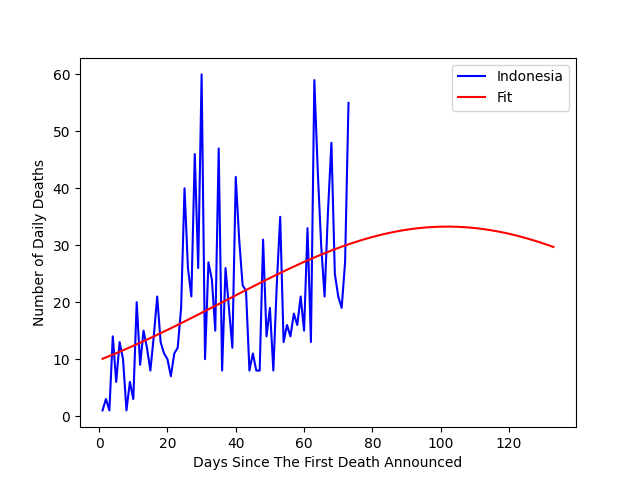 Indonesia
Fit
60
50
40
30
20
10
0
Number of Daily Deaths
0 20 40 60 80 100 120
Days Since The First Death Announced